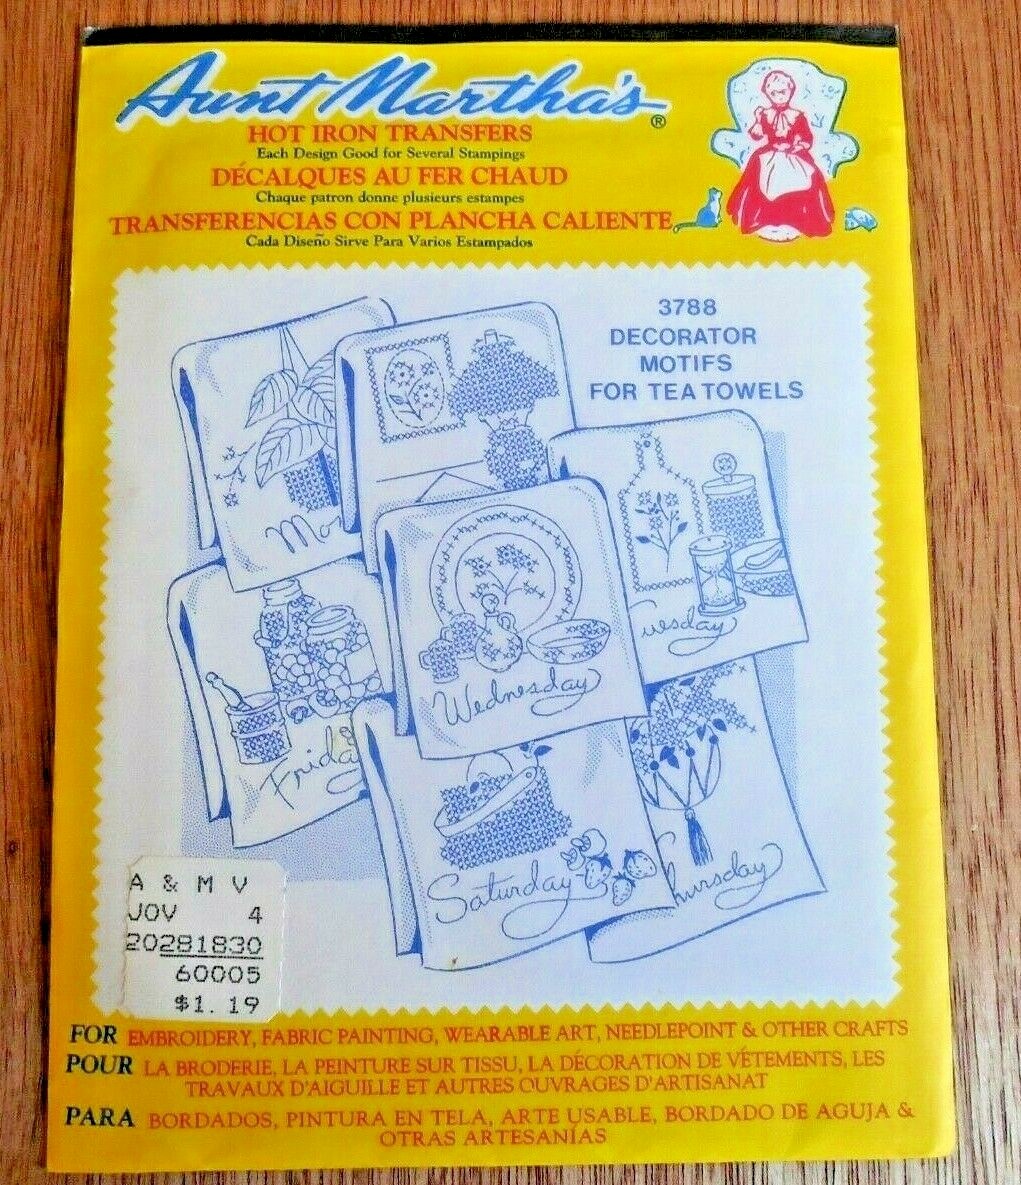 Aunt Martha's®
HOT IRON TRANSFERS
Each Design Good for Several Stampings
DÉCALQUES AU FER CHAUD
Chaque patron donne plusieurs estampes
TRANSFERENCIAS CON PLANCHA CALIENTE
Cada Diseño Sirve Para Varios Estampados
3788
DECORATOR
MOTIFS
FOR TEA TOWELS
Mo
uesday
Wednesday
Friday
Saturday
hursday
A & M V
JOV 4
20281830
60005
$1.19
FOR EMBROIDERY, FABRIC PAINTING, WEARABLE ART, NEEDLEPOINT & OTHER CRAFTS
POUR LA BRODERIE, LA PEINTURE SUR TISSU, LA DÉCORATION DE VÉTEMENTS, LES
TRAVAUX D'AIGUILLE ET AUTRES OUVRAGES D'ARTISANAT
PARA BORDADOS, PINTURA EN TELA, ARTE USABLE, BORDADO DE AGUJA &
OTRAS ARTESANÍAS